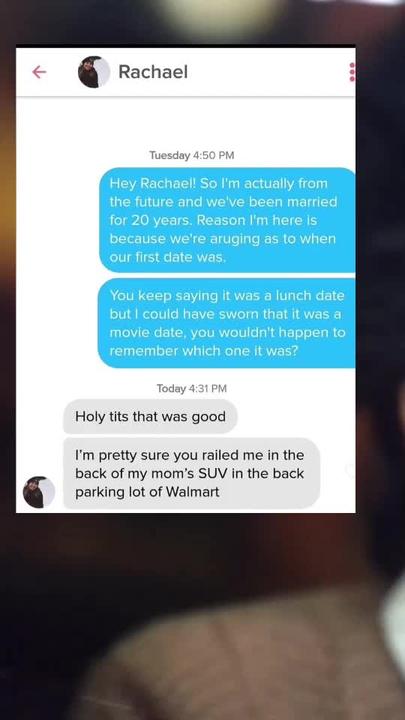 Rachael
Tuesday 4:50 PM
Hey Rachael! So I'm actually from
the future and we've been married
for 20 years. Reason I'm here is
because we're aruging as to when
our first date was.
You keep saying it was a lunch date
but I could have sworn that it was a
movie date, you wouldn't happen to
remember which one it was?
Today 4:31 PM
Holy tits that was good
I'm pretty sure you railed me in the
back of my mom's SUV in the back
parking lot of Walmart